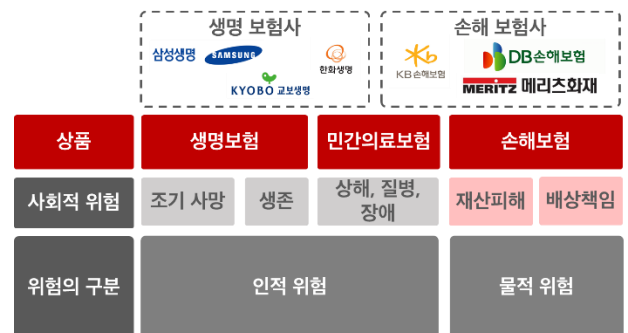 생명 보험사
삼성생명 SAMSUNG
한화생명
KYOBO 교보생명
손해 보험사
KB손해보험
DB손해보험
MERITZ 메리츠화재
상품 생명보험 민간의료보험 손해보험
사회적 위험 조기 사망 생존 상해, 질병, 장애 재산피해 배상책임
위험의 구분 인적 위험 물적 위험